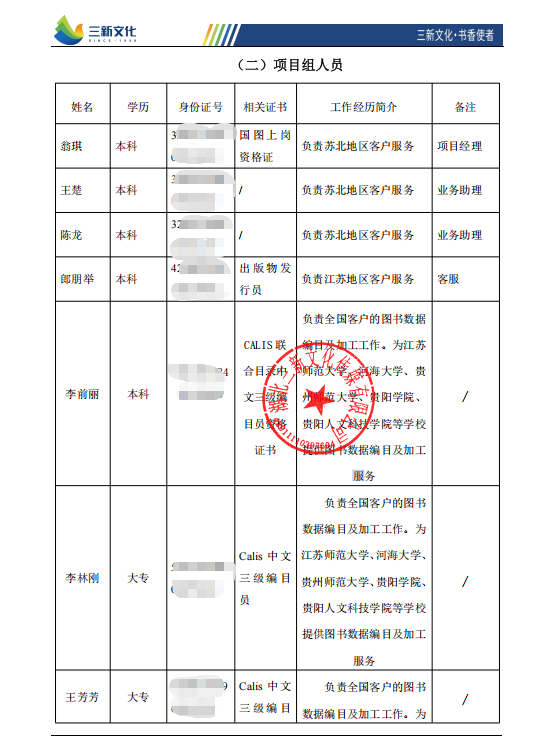 三新文化
SINCE·1998
三新文化·书香使者
（二）项目组人员
姓名 学历 身份证号 相关证书 工作经历简介 备注
翁琪 本科 国图上岗 负责苏北地区客户服务 项目经理
资格证
王楚 本科 / 负责苏北地区客户服务 业务助理
陈龙 本科 32 / 负责苏北地区客户服务 业务助理
郎朋举 本科 42 出版物发 负责江苏地区客户服务 客服
行员
负责全国客户的图书数据
CALIS 联 编目及加工工作。为江苏
李前丽 本科 合目录中 师范大学、河海大学、贵 /
文三级编 州师范大学、贵阳学院、
目员资格 贵阳人文科技学院等学校
证书 提供图书数据编目及加工
服务
负责全国客户的图书
数据编目及加工工作。为
Calis 中文 江苏师范大学、河海大学、
李林刚 大专 三级编目 贵州师范大学、贵阳学院、 /
员 贵阳人文科技学院等学校
提供图书数据编目及加工
服务
王芳芳 大专 9 Calis 中文 负责全国客户的图书 /
三级编目 数据编目及加工工作。为